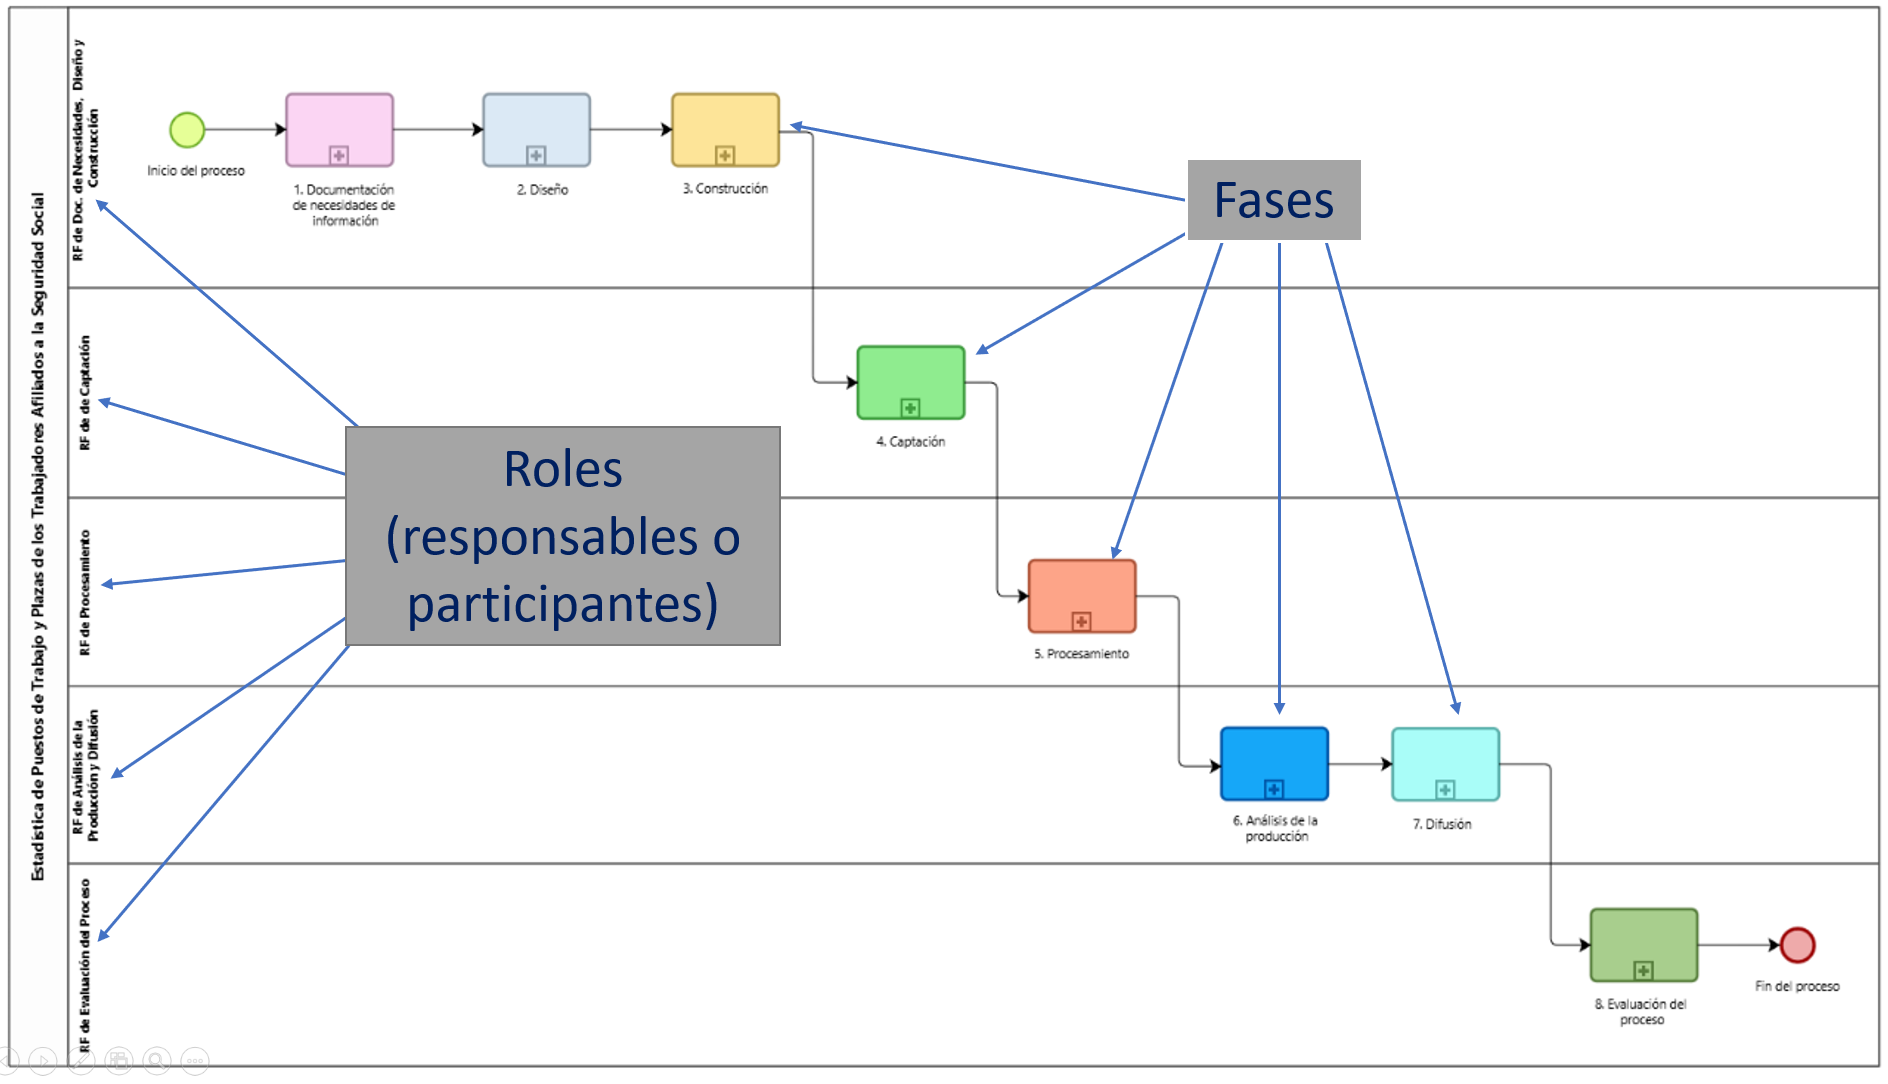 Estadística de Puestos de Trabajo y Plazas de los Trabajadores Afiliados a la Seguridad Social
RF de Doc. de Necesidades, Diseño y
Construcción
Inicio del proceso
1. Documentación
de necesidades de
información
2. Diseño
3. Construcción
Fases
RF de de Captación
4. Captación
Roles
(responsables o
participantes)
RF de Procesamiento
5. Procesamiento
RF de Análisis de la
Producción y Difusión
6. Análisis de la
producción
7. Difusión
RF de Evaluación del Proceso
8. Evaluación del
proceso
Fin del proceso